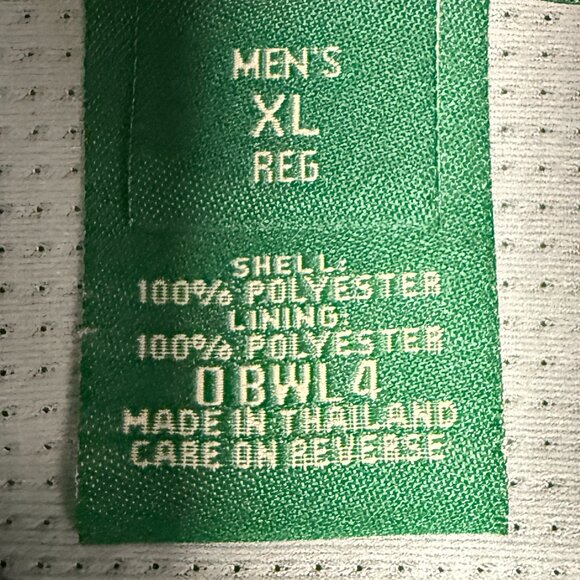 MEN'S
XL
REG
SHELL:
100% POLYESTER
LINING:
100% POLYESTER
0BWL4
MADE IN THAILAND
CARE ON REVERSE